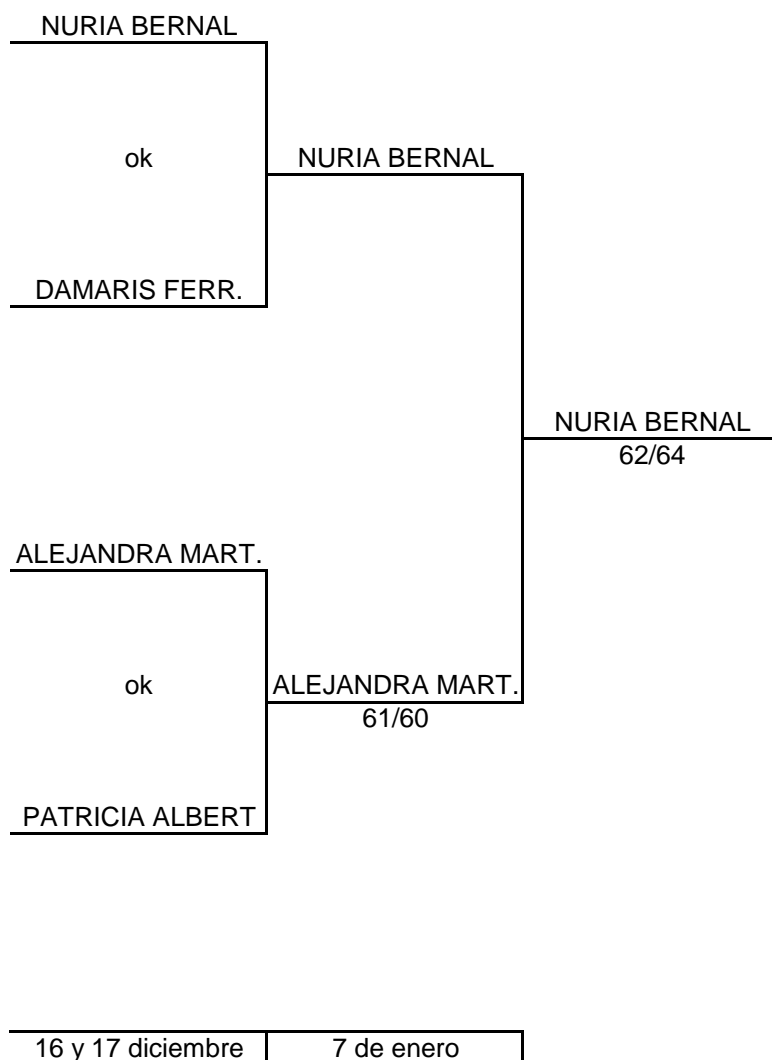 NURIA BERNAL
ok
NURIA BERNAL
DAMARIS FERR.
NURIA BERNAL
62/64
ALEJANDRA MART.
ok
ALEJANDRA MART.
61/60
PATRICIA ALBERT
16 y 17 diciembre
7 de enero